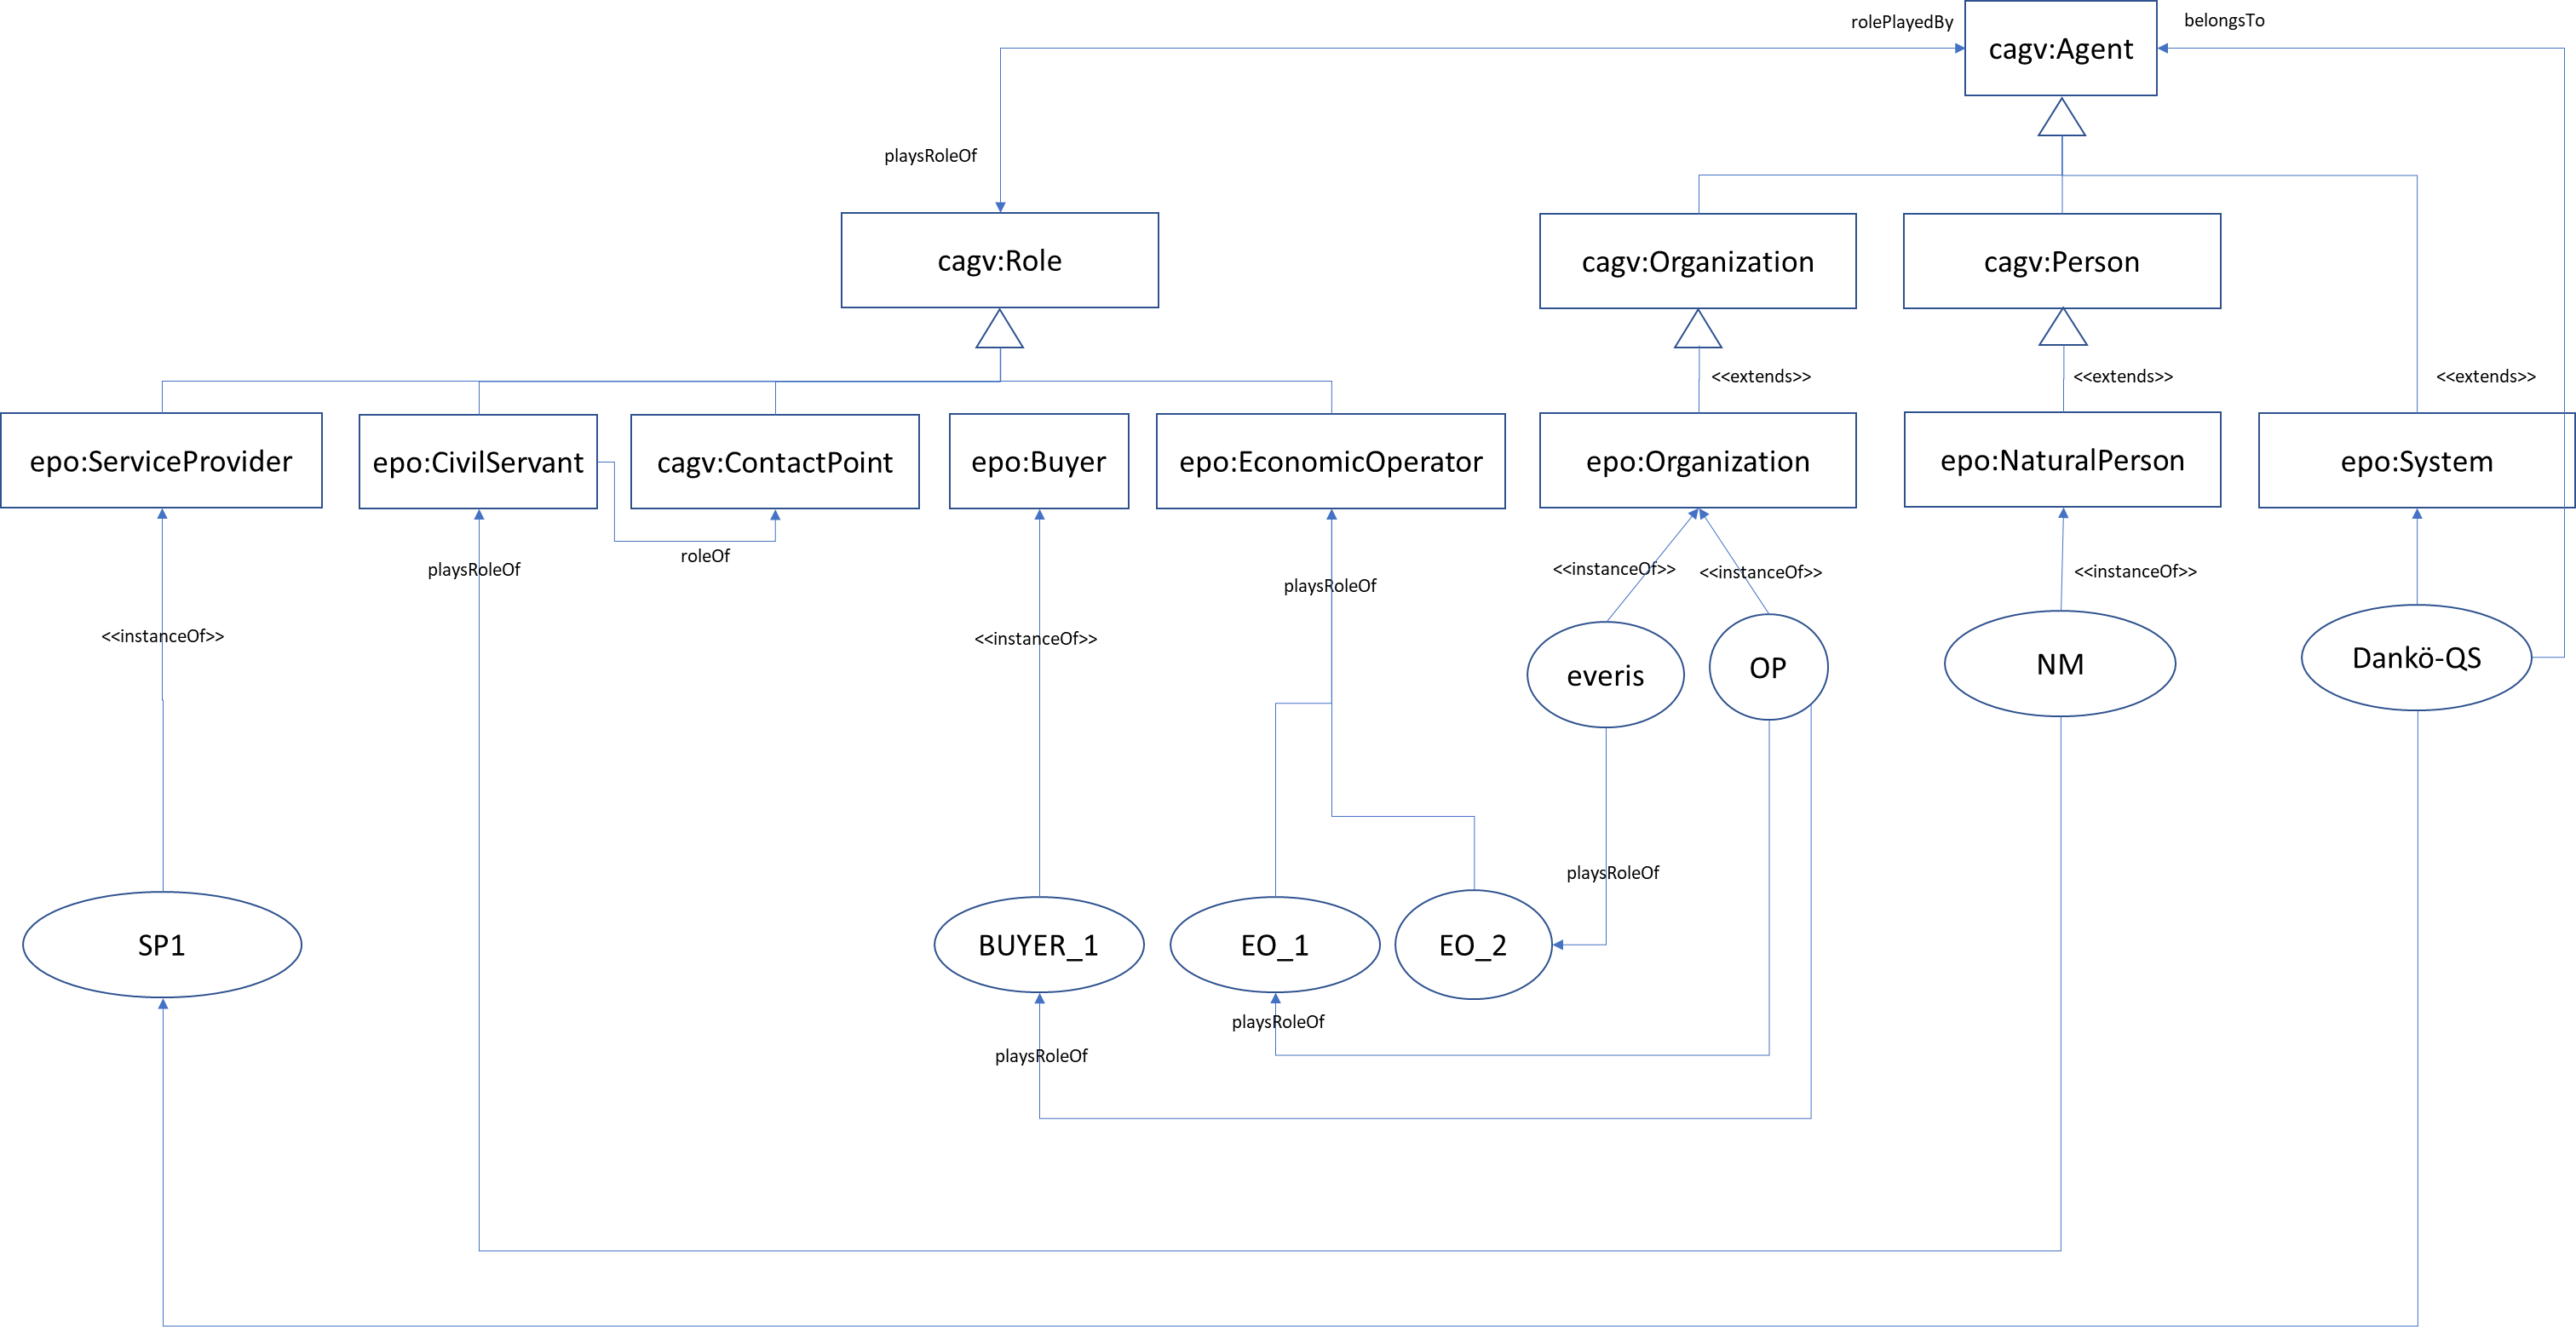 rolePlayedBy
belongsTo
cagv:Agent
playsRoleOf
cagv:Role
cagv:Organization
cagv:Person
<<extends>>
<<extends>>
<<extends>>
epo:ServiceProvider
epo:CivilServant
cagv:ContactPoint
epo:Buyer
epo:EconomicOperator
epo:Organization
epo:NaturalPerson
epo:System
roleOf
playsRoleOf
playsRoleOf
<<instanceOf>>
<<instanceOf>>
<<instanceOf>>
<<instanceOf>>
<<instanceOf>>
everis
OP
NM
Dankö-QS
playsRoleOf
SP1
BUYER_1
EO_1
EO_2
playsRoleOf
playsRoleOf